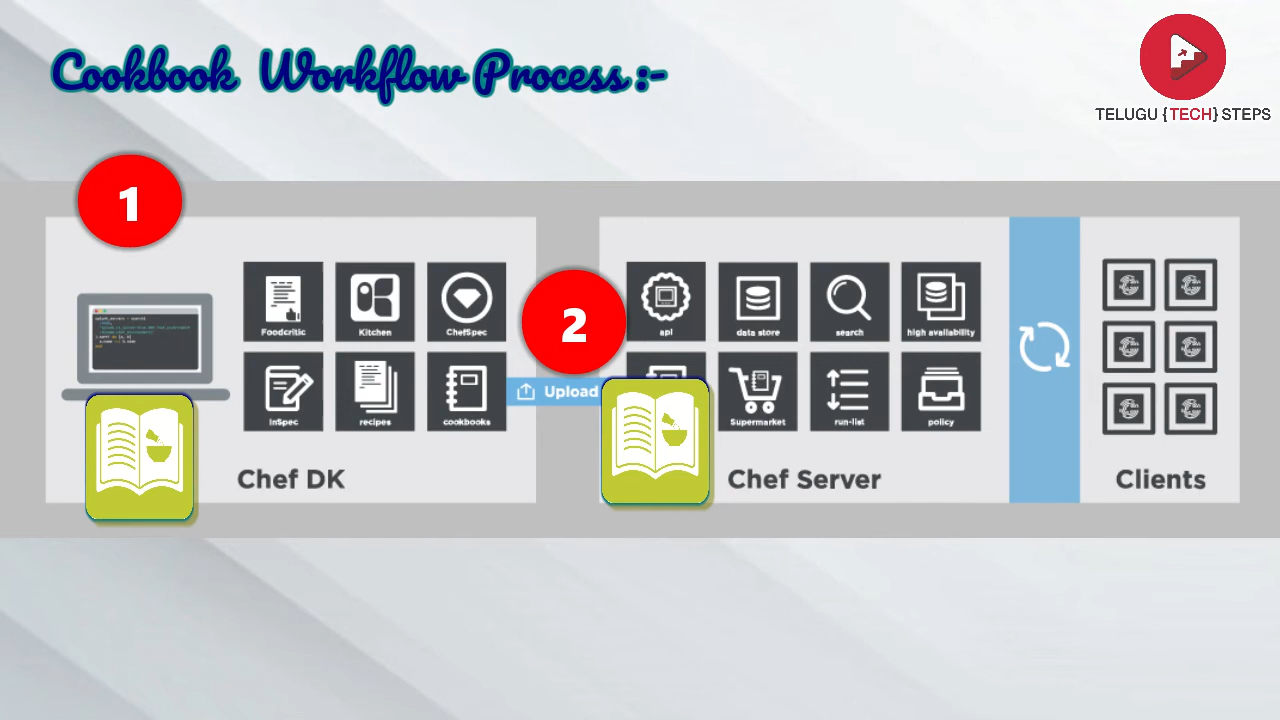 Cookbook Workflow Process :-
TELUGU {TECH} STEPS
1
Foodcritic
Kitchen
ChefSpec
InSpec
recipes
cookbooks
Chef DK
2
Upload
api
data store
search
high availability
Supermarket
run-list
policy
Chef Server
Clients